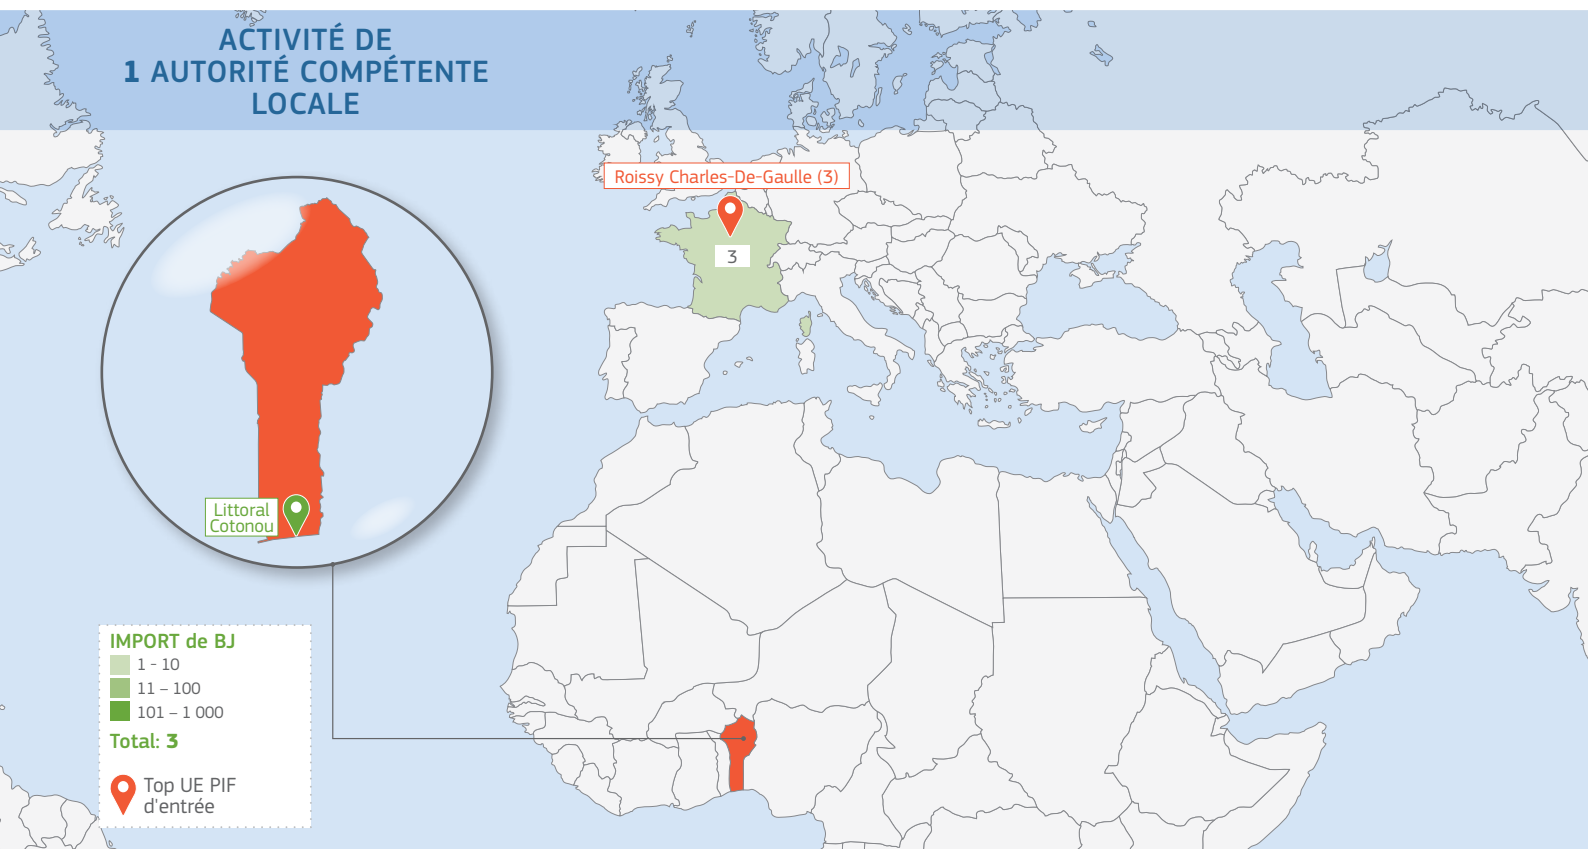 ACTIVITÉ DE
1 AUTORITÉ COMPÉTENTE
LOCALE
Roissy Charles-De-Gaulle (3)
3
Littoral
Cotonou
IMPORT de BJ
1 - 10
11 – 100
101 – 1 000
Total: 3
Top UE PIF
d'entrée